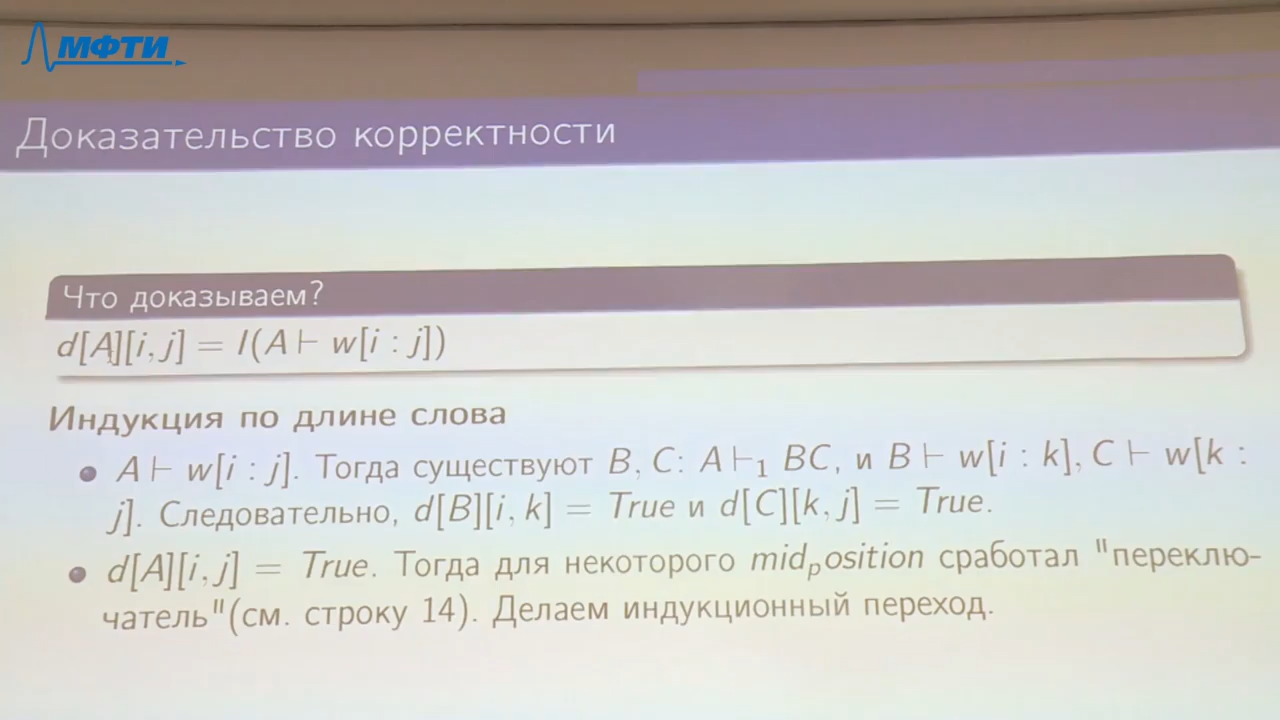 МФТИ
Доказательство корректности
Что доказываем?
d[A][i, j] = I(A ⊢ w[i : j])
Индукция по длине слова
A ⊢ w[i : j]. Тогда существуют B, C: A ⊢₁ BC, и B ⊢ w[i : k], C ⊢ w[k :
j]. Следовательно, d[B][i, k] = True и d[C][k, j] = True.
d[A][i, j] = True. Тогда для некоторого midₚosition сработал "переклю-
чатель"(см. строку 14). Делаем индукционный переход.